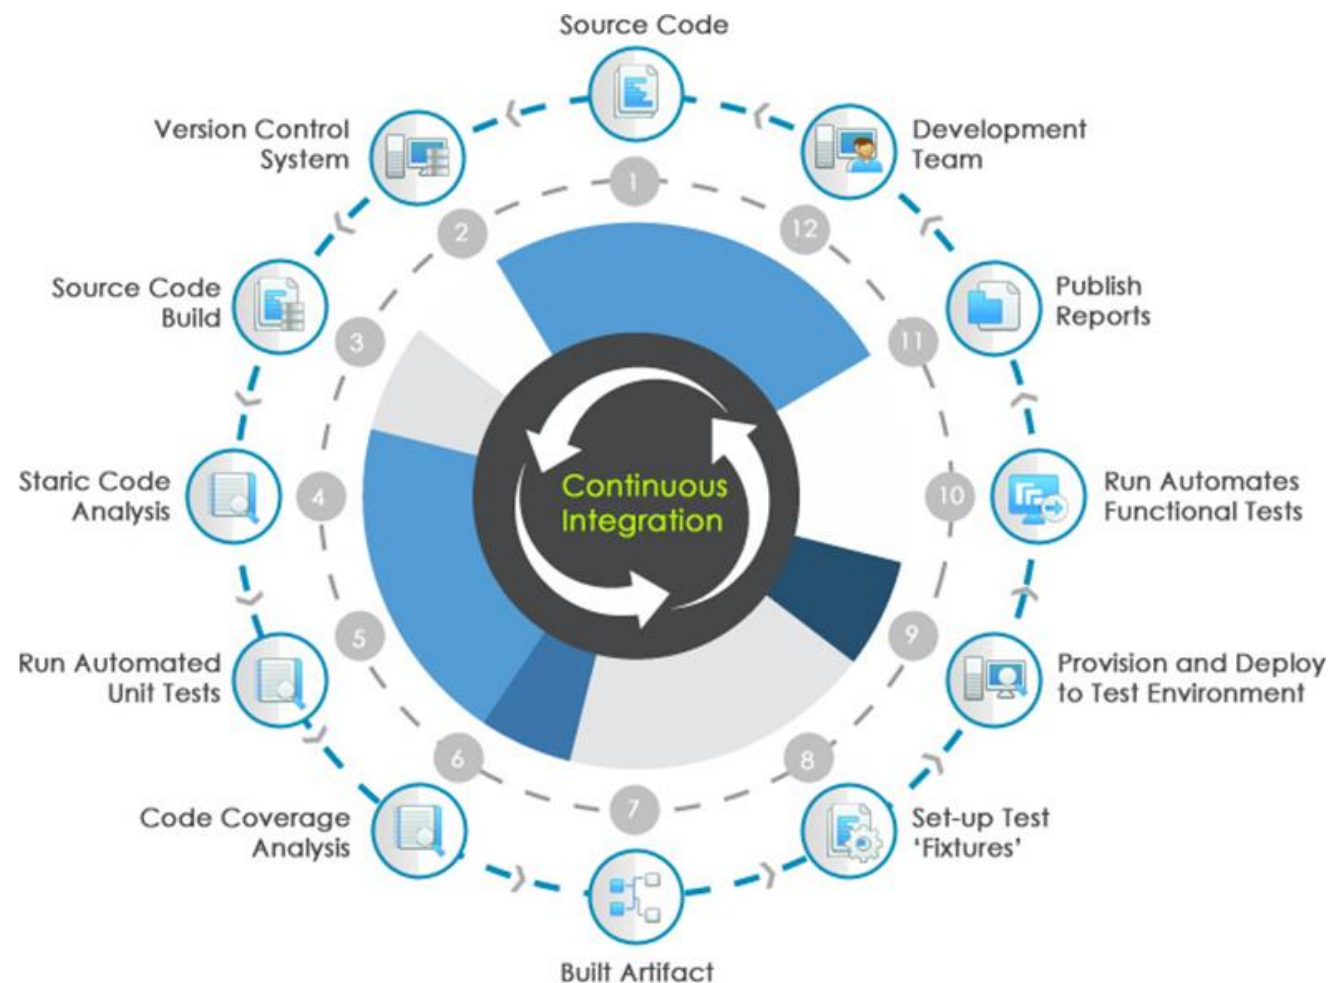 Source Code
Version Control
System
Source Code
Build
Staric Code
Analysis
Run Automated
Unit Tests
Code Coverage
Analysis
Built Artifact
Set-up Test
‘Fixtures’
Provision and Deploy
to Test Environment
Run Automates
Functional Tests
Publish
Reports
Development
Team
1
2
3
4
5
6
7
8
9
10
11
12
Continuous
Integration